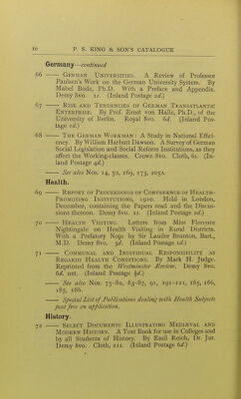 10 P. S. KING & SON'S CATALOGUE
Germany—continued
66 —— GERMAN UNIVERSITIES. A Review of Professor
Paulsen's Work on the German University System. By
Mabel Bode, Ph.D. With a Preface and Appendix.
Demy 8vo. 1s. (Inland Postage 2d.)
67 —— RISE AND TENDENCIES OF GERMAN TRANSATLANTIC
ENTERPRISE. By Prof. Ernst von Halle, Ph.D., of the
University of Berlin. Royal 8vo. 6d. (Inland Pos-
tage 1d.)
68 —— THE GERMAN WORKMAN: A Study in National Effici-
ency. By William Harbutt Dawson. A Survey of German
Social Legislation and Social Reform Institutions, as they
affect the Working-classes. Crown 8vo. Cloth, 6s. (In-
land 4d.)
—— See also Nos. 14, 52, 169, 173, 205a.
Health.
69 —— REPORT OF PROCEEDINGS OF CONFERENCE OF HEALTH-
PROMOTING INSTITUTIONS, 1900. Held in London,
December, containing the Papers read and the Discus-
sions thereon. Demy 8vo. 1s. (Inland Postage 2d.)
70 —— HEALTH VISITING. Letters from Miss Florence
Nightingale on Health Visiting in Rural Districts.
With a Prefatory Note by Sir Lauder Brunton, Bart.,
M.D. Demy 8vo. (Inland Postage 1d.)
71 —— COMMUNAL AND INDIVIDUAL RESPONSIBILITY AS
REGARDS HEALTH CONDITIONS. By Mark H. Judge.
Reprinted from the Westminster Review. Demy 8vo.
6d. net. (Inland Postage ½d.)
—— See also Nos. 75-80, 83-87, 91, 191-211, 165, 166,
185, 186.
—— Special List of Publications dealing with Health Subjects
post free on application.
History.
72 —— SELECT DOCUMENTS ILLUSTRATING MEDIÆVAL AND
MODERN HISTORY. A Text Book for use in Colleges and
by all Students of History. By Emil Reich, Dr. Jur.
Demy 8vo. Cloth, 21s. (Inland Postage 6d.)